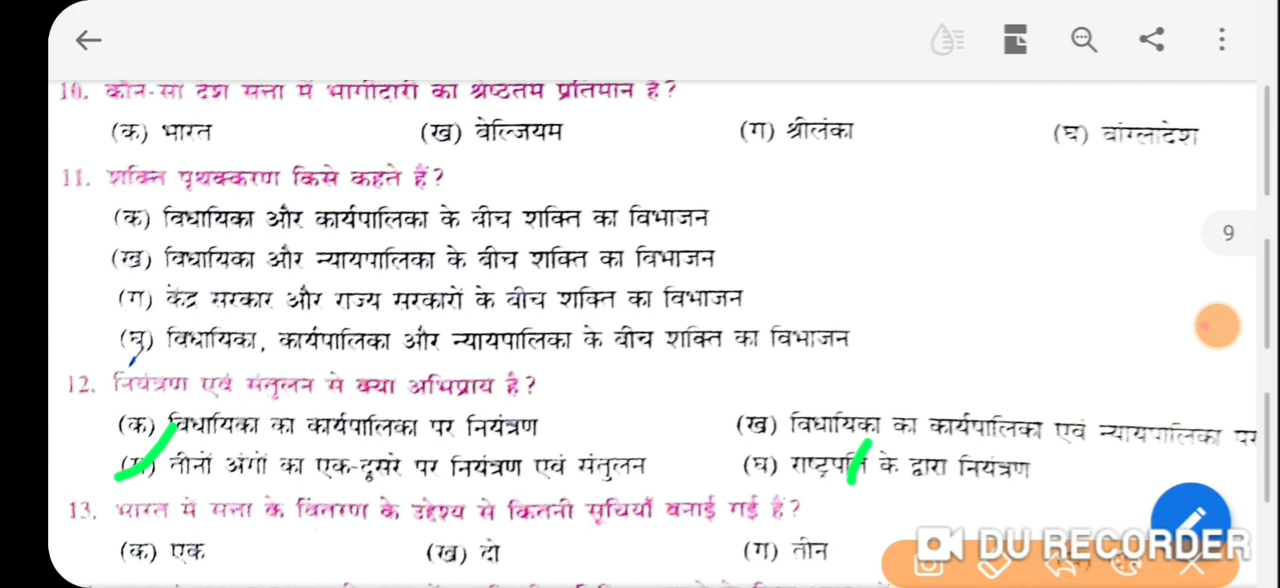 10. कौन-सा देश सत्ता में भागीदारी का श्रेष्ठतम प्रतिमान है?
(क) भारत (ख) बेल्जियम (ग) श्रीलंका (घ) बांग्लादेश
11. शक्ति पृथक्करण किसे कहते हैं?
(क) विधायिका और कार्यपालिका के बीच शक्ति का विभाजन
(ख) विधायिका और न्यायपालिका के बीच शक्ति का विभाजन
9
(ग) केंद्र सरकार और राज्य सरकारों के बीच शक्ति का विभाजन
(घ) विधायिका, कार्यपालिका और न्यायपालिका के बीच शक्ति का विभाजन
12. नियंत्रण एवं संतुलन से क्या अभिप्राय है?
(क) विधायिका का कार्यपालिका पर नियंत्रण (ख) विधायिका का कार्यपालिका एवं न्यायपालिका पर
(ग) तीनों अंगों का एक-दूसरे पर नियंत्रण एवं संतुलन (घ) राष्ट्रपति के द्वारा नियंत्रण
13. भारत में सत्ता के वितरण के उद्देश्य से कितनी सूचियाँ बनाई गई हैं?
(क) एक (ख) दो (ग) तीन
DU RECORDER